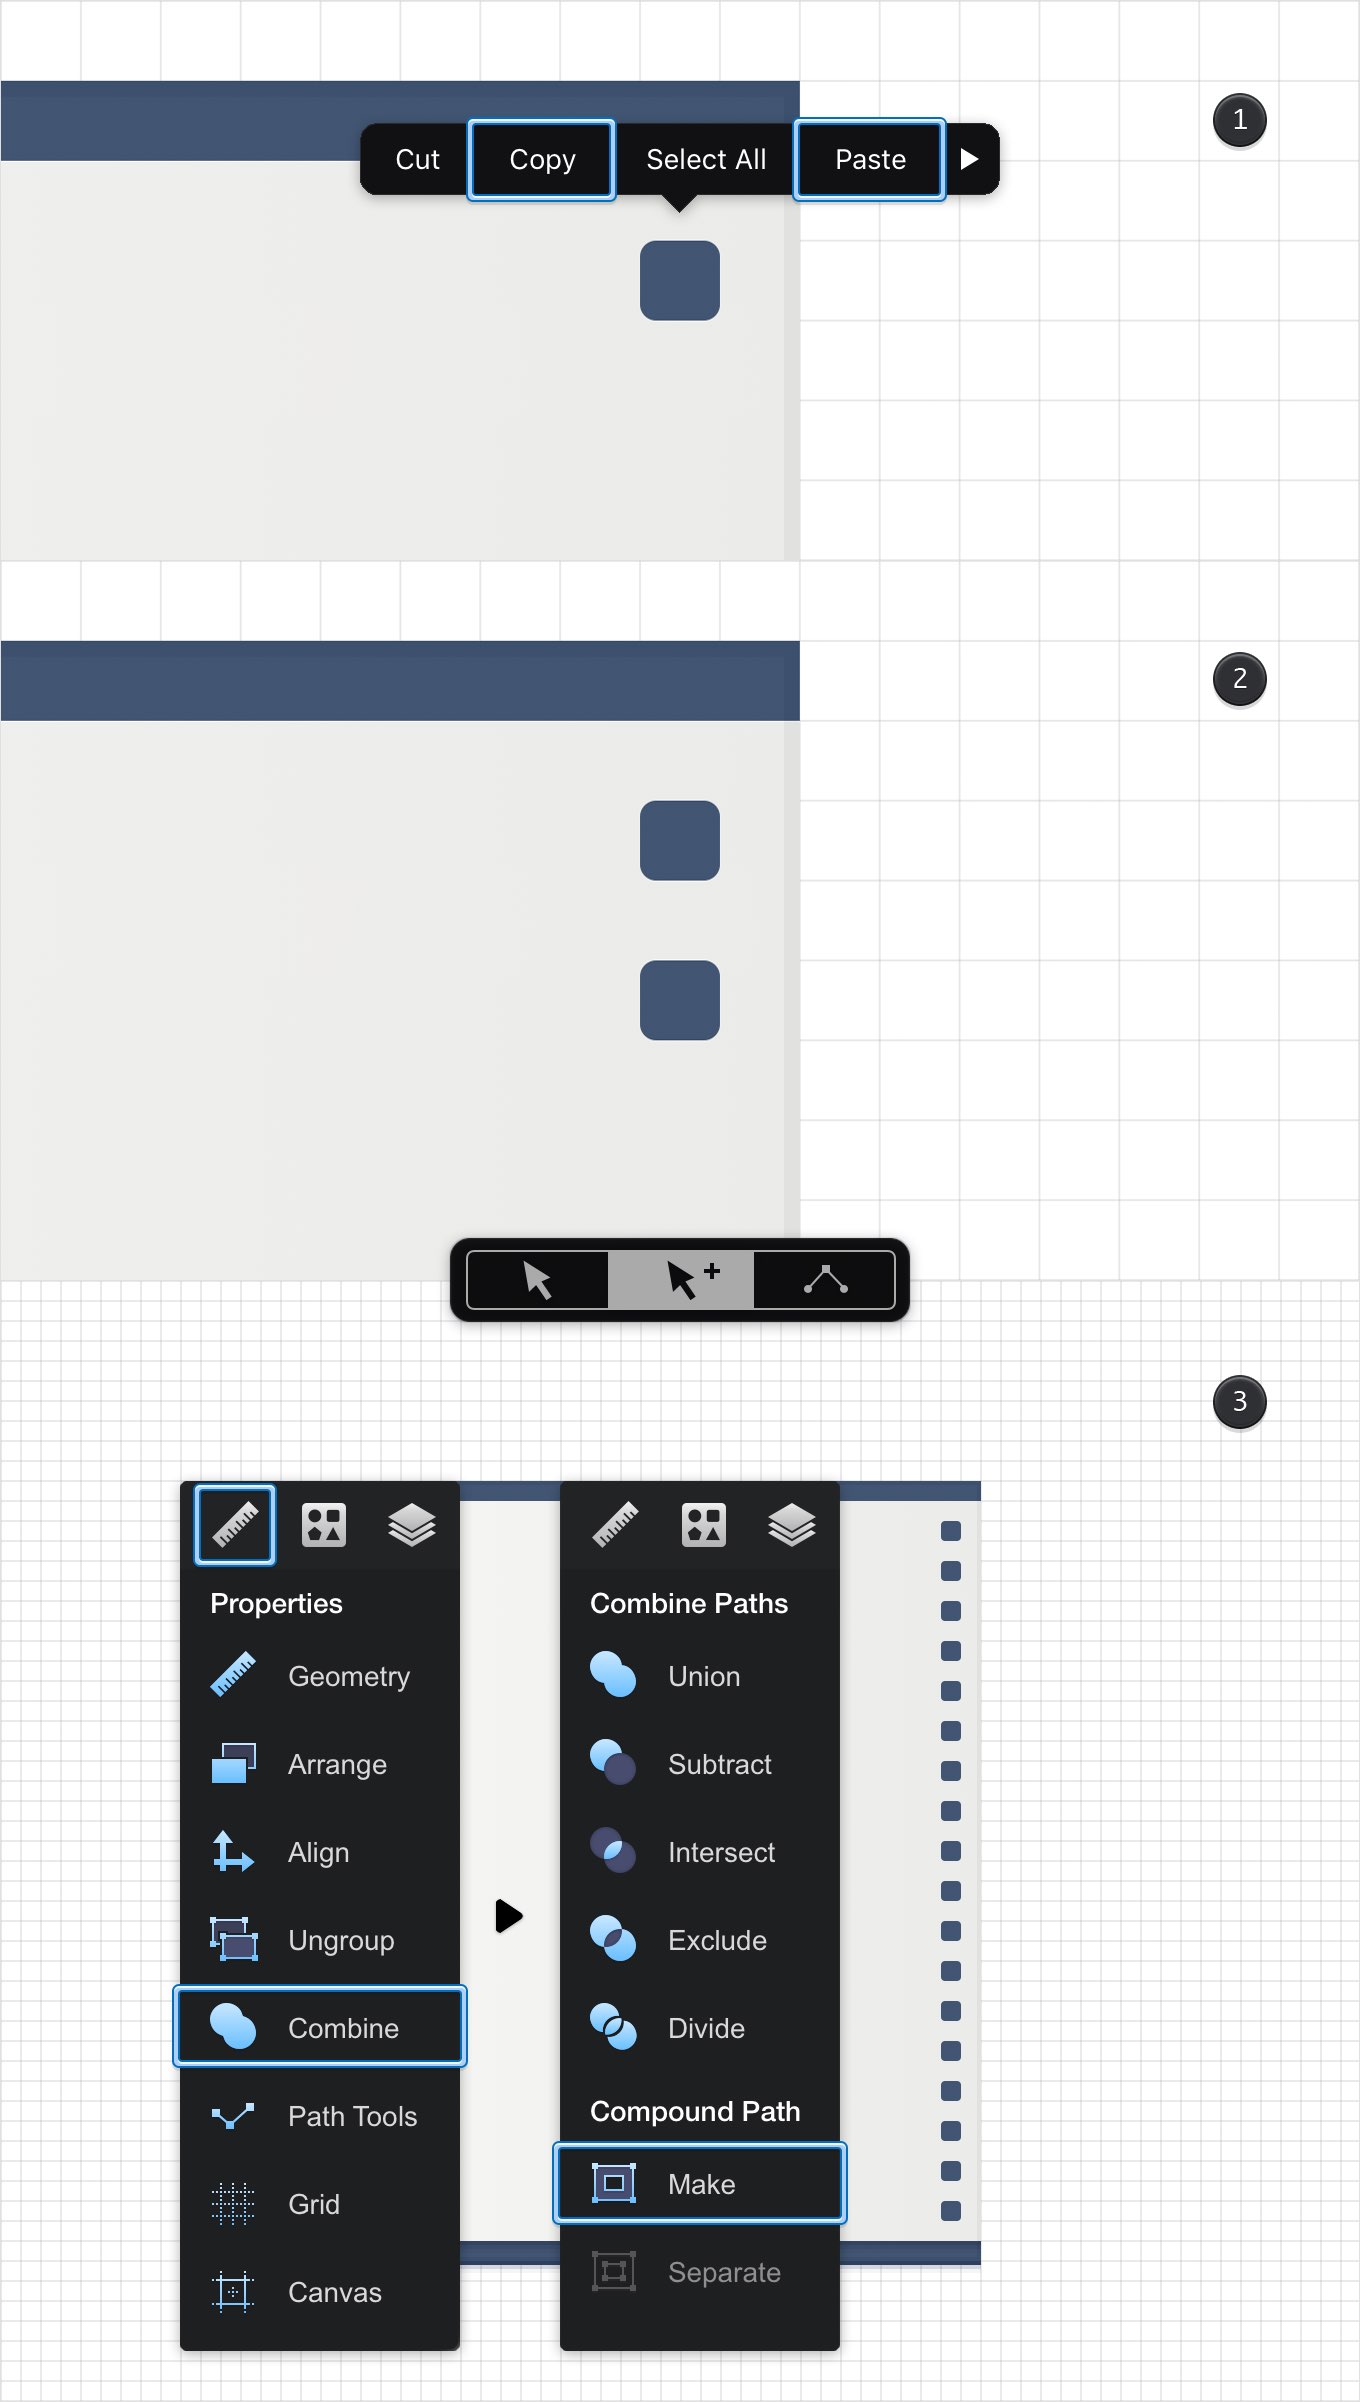 1
Cut Copy Select All Paste
2
3
Properties
Geometry
Arrange
Align
Ungroup
Combine
Path Tools
Grid
Canvas
Combine Paths
Union
Subtract
Intersect
Exclude
Divide
Compound Path
Make
Separate